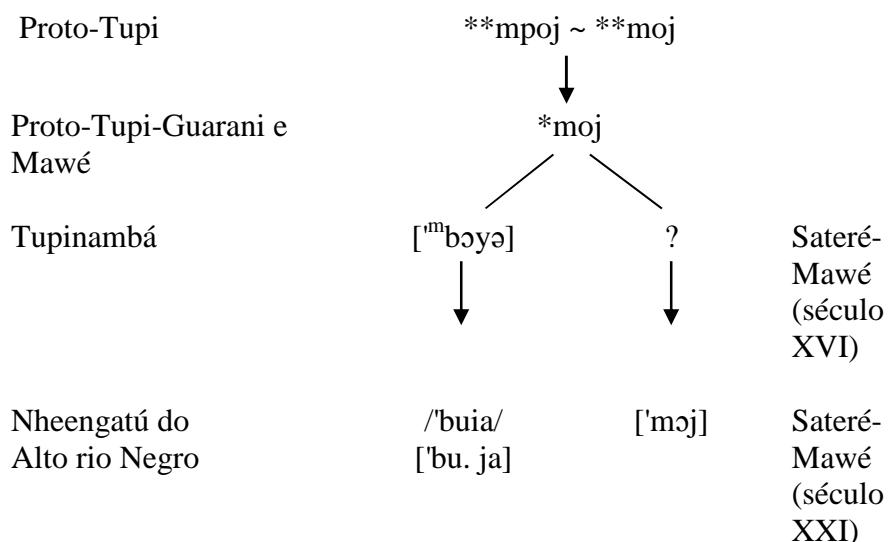 Proto-Tupi **mpoj ~ **moj
Proto-Tupi-Guarani e *moj
Mawé
Tupinambá ['ᵐbɔyə] ? Sateré-
Mawé
(século
XVI)
Nheengatú do /'buia/ ['mɔj] Sateré-
Alto rio Negro ['bu. ja] Mawé
(século
XXI)